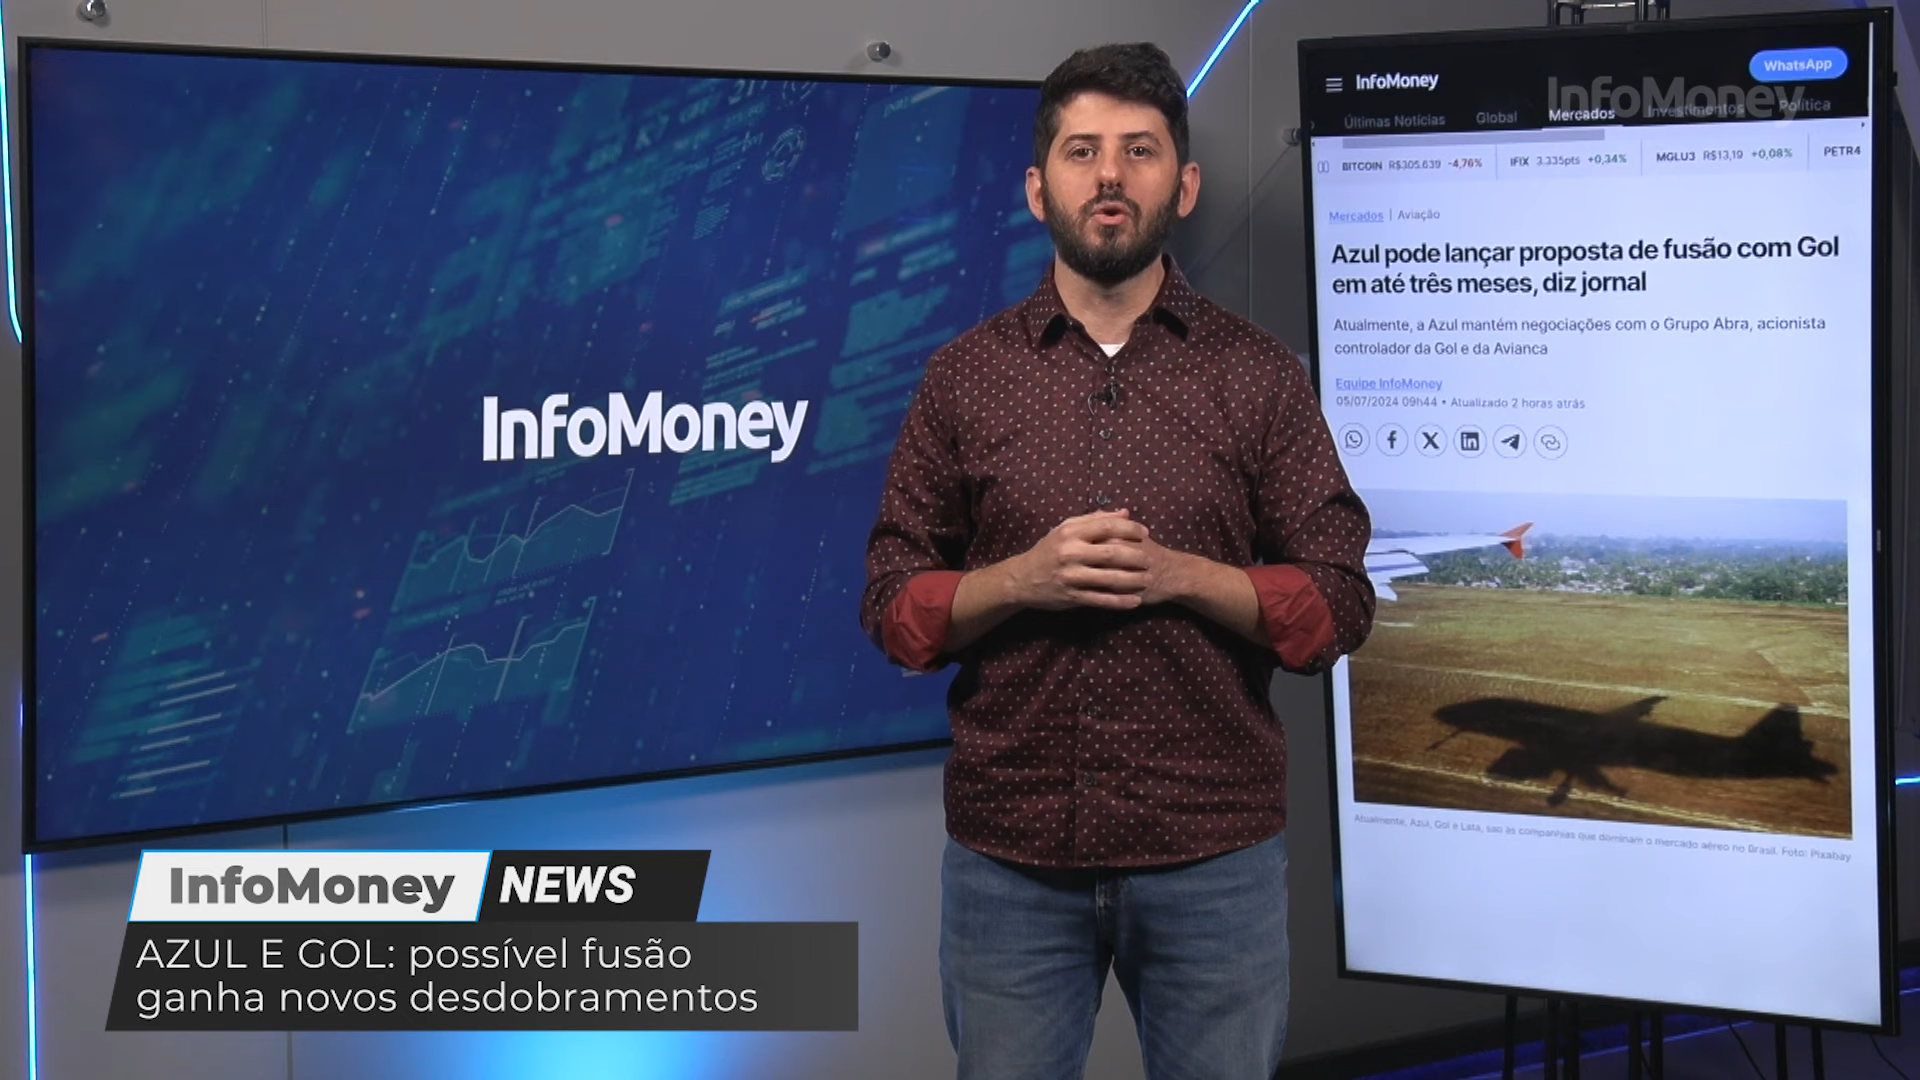 InfoMoney
InfoMoney
WhatsApp
InfoMoney
Últimas Notícias Global Mercados Investimentos Política
BITCOIN R$305.639 -4,76% IFIX 3.335pts +0,34% MGLU3 R$13,19 +0,08% PETR4
Mercados | Aviação
Azul pode lançar proposta de fusão com Gol
em até três meses, diz jornal
Atualmente, a Azul mantém negociações com o Grupo Abra, acionista
controlador da Gol e da Avianca
Equipe InfoMoney
05/07/2024 09h44 • Atualizado 2 horas atrás
Atualmente, Azul, Gol e Lata, sao as companhias que dominam o mercado aéreo no Brasil. Foto: Pixabay
InfoMoney NEWS
AZUL E GOL: possível fusão
ganha novos desdobramentos